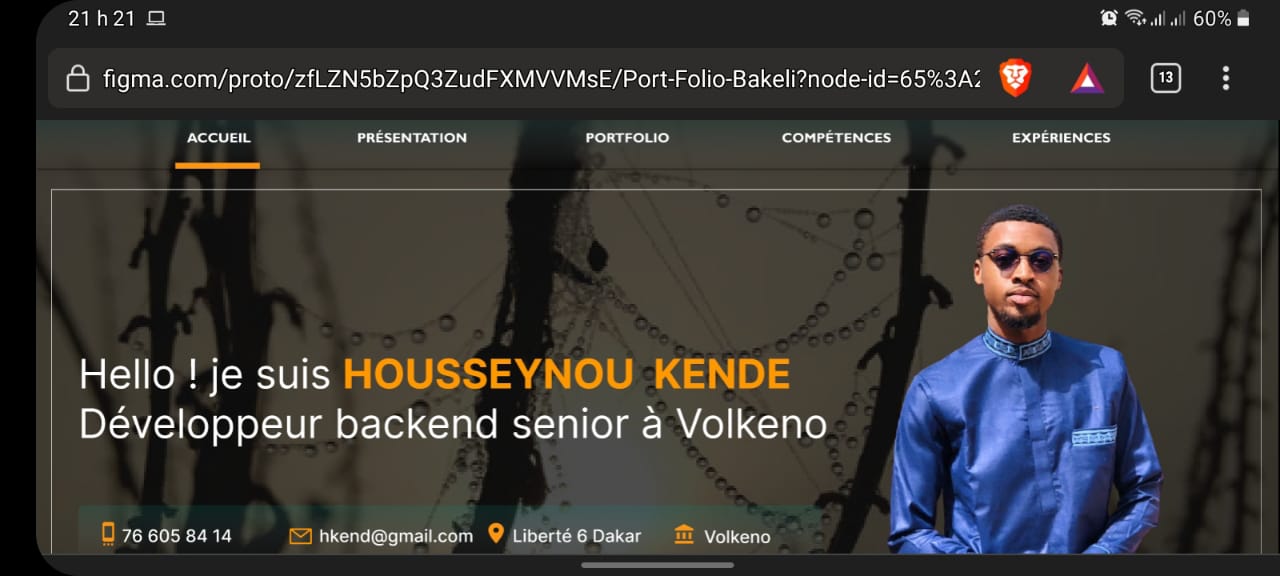 21 h 21
60%
figma.com/proto/zfLZN5bZpQ3ZudFXMVVMsE/Port-Folio-Bakeli?node-id=65%3A2
13
ACCUEIL PRÉSENTATION PORTFOLIO COMPÉTENCES EXPÉRIENCES
Hello ! je suis HOUSSEYNOU KENDE
Développeur backend senior à Volkeno
76 605 84 14 hkend@gmail.com Liberté 6 Dakar Volkeno